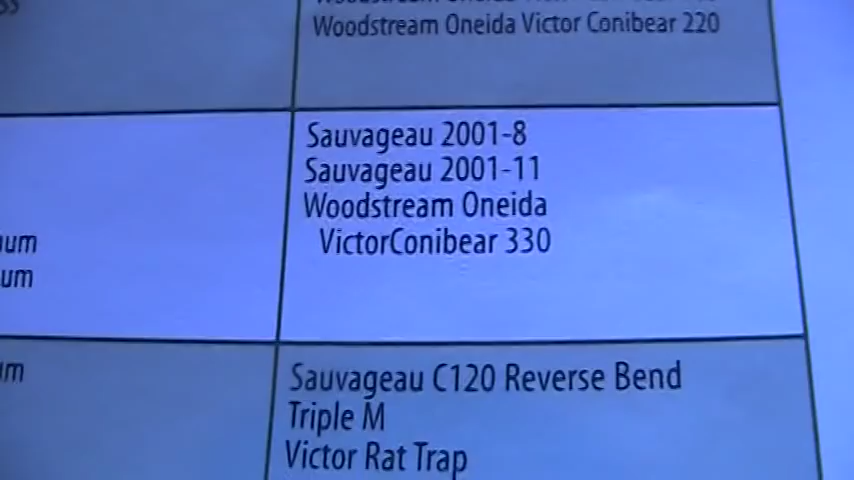 Woodstream Oneida Victor Conibear 220
Sauvageau 2001-8
Sauvageau 2001-11
Woodstream Oneida
VictorConibear 330
Sauvageau C120 Reverse Bend
Triple M
Victor Rat Trap